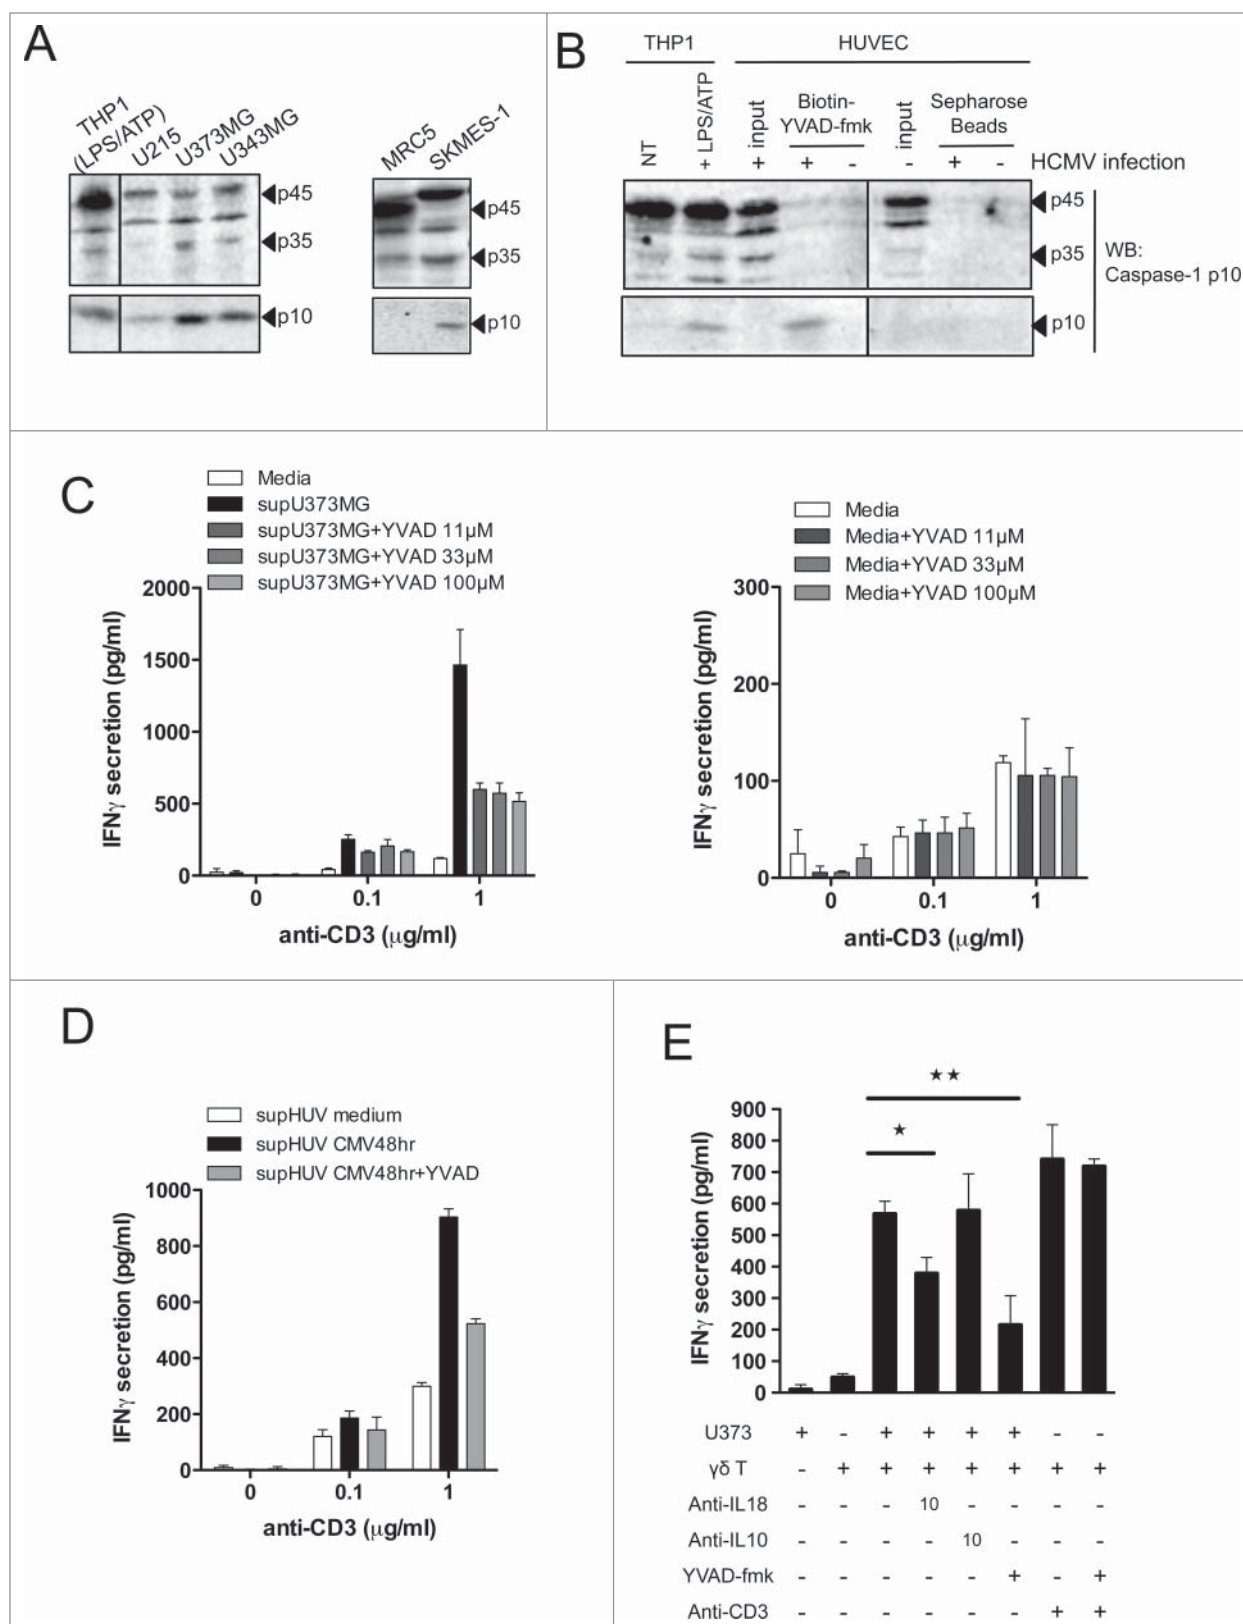 A
THP1
(LPS/ATP)
U215
U373MG
U343MG
p45
p35
p10
MRC5
SKMES-1
p45
p35
p10
B
THP1
HUVEC
NT
+ LPS/ATP
+ input
Biotin-
YVAD-fmk
+ -
- input
Sepharose
Beads
+ -
HCMV infection
p45
p35
p10
WB:
Caspase-1 p10
C
Media
supU373MG
supU373MG+YVAD 11µM
supU373MG+YVAD 33µM
supU373MG+YVAD 100µM
IFNγ secretion (pg/ml)
2000
1500
1000
500
0
0 0.1 1
anti-CD3 (µg/ml)
Media
Media+YVAD 11µM
Media+YVAD 33µM
Media+YVAD 100µM
IFNγ secretion (pg/ml)
300
200
100
0
0 0.1 1
anti-CD3 (µg/ml)
D
supHUV medium
supHUV CMV48hr
supHUV CMV48hr+YVAD
IFNγ secretion (pg/ml)
1000
800
600
400
200
0
0 0.1 1
anti-CD3 (µg/ml)
E
★★
★
IFNγ secretion (pg/ml)
900
800
700
600
500
400
300
200
100
0
U373 + - + + + + - -
γδ T - + + + + + + +
Anti-IL18 - - - 10 - - - -
Anti-IL10 - - - - 10 - - -
YVAD-fmk - - - - - + - +
Anti-CD3 - - - - - - + +